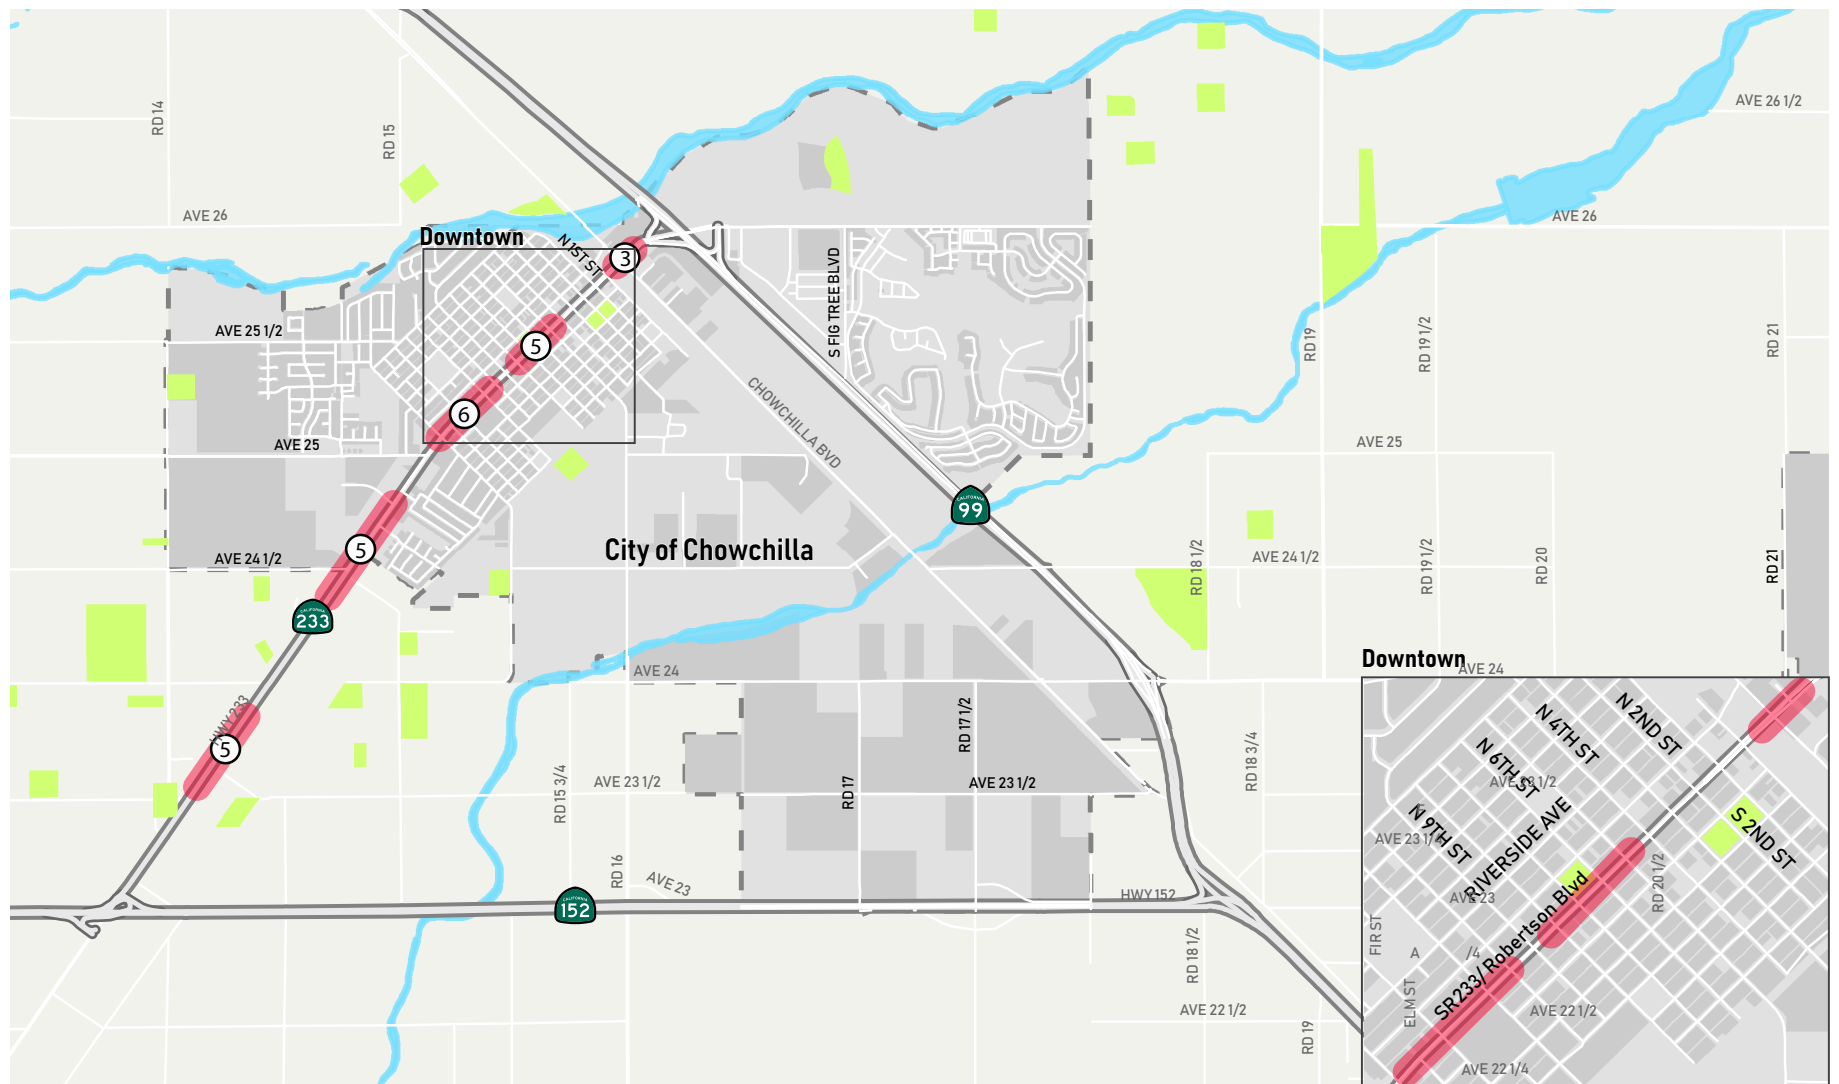 AVE 26 1/2
RD 14
RD 15
AVE 26
AVE 26
Downtown
N 1ST ST
3
S FIG TREE BLVD
AVE 25 1/2
5
RD 19
RD 19 1/2
RD 21
CHOWCHILLA BVD
6
AVE 25
AVE 25
CALIFORNIA
99
5
City of Chowchilla
AVE 24 1/2
AVE 24 1/2
RD 18 1/2
RD 19 1/2
RD 20
RD 21
CALIFORNIA
233
AVE 24
Downtown
AVE 24
HWY 233
5
RD 17 1/2
RD 18 3/4
RD 15 3/4
AVE 23 1/2
RD 17
AVE 23 1/2
RD 16
AVE 23
HWY 152
CALIFORNIA
152
RD 18 1/2
AVE 22 1/2
RD 19
N 2ND ST
N 4TH ST
N 6TH ST
AVE 23 1/2
RIVERSIDE AVE
N 9TH ST
AVE 23 1/4
S 2ND ST
RD 20 1/2
AVE 23
SR233/ Robertson Blvd
FIR ST
A /4
ELM ST
AVE 22 1/2
AVE 22 1/4